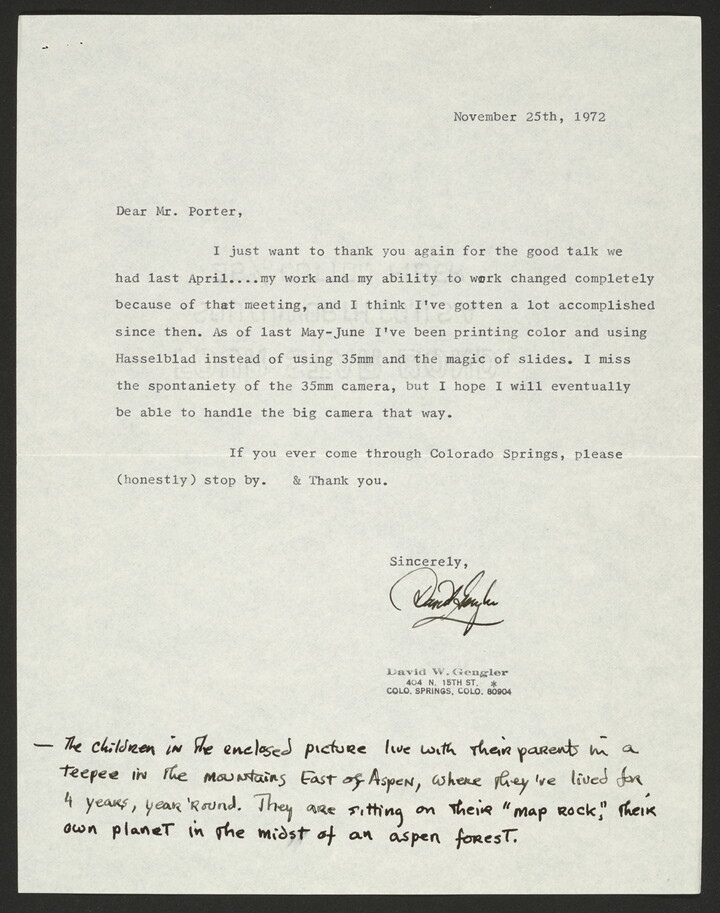 November 25th, 1972
Dear Mr. Porter,
I just want to thank you again for the good talk we
had last April....my work and my ability to work changed completely
because of that meeting, and I think I've gotten a lot accomplished
since then. As of last May-June I've been printing color and using
Hasselblad instead of using 35mm and the magic of slides. I miss
the spontaniety of the 35mm camera, but I hope I will eventually
be able to handle the big camera that way.
If you ever come through Colorado Springs, please
(honestly) stop by. & Thank you.
Sincerely,
David Gengler
David W. Gengler
404 N. 15TH ST. *
COLO. SPRINGS, COLO. 80904
— The children in the enclosed picture live with their parents in a
teepee in the mountains East of Aspen, where they've lived for
4 years, year 'round. They are sitting on their "map rock," their
own planet in the midst of an aspen forest.